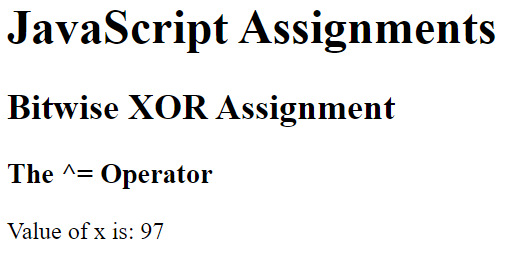 JavaScript Assignments
Bitwise XOR Assignment
The ^= Operator
Value of x is: 97